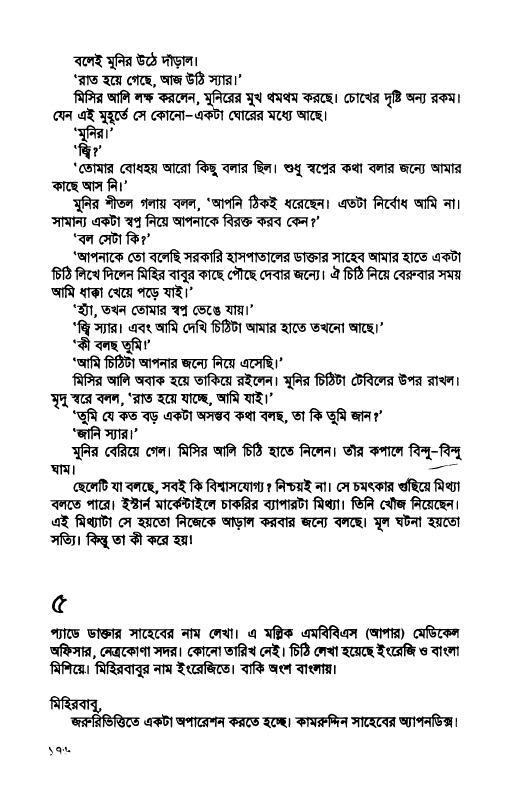 বলেই মুনির উঠে দাঁড়াল।
‘রাত হয়ে গেছে, আজ উঠি স্যার।’
মিসির আলি লক্ষ করলেন, মুনিরের মুখ থমথম করছে। চোখের দৃষ্টি অন্য রকম।
যেন এই মুহূর্তে সে কোনো–একটা ঘোরের মধ্যে আছে।
‘মুনির।’
‘জ্বি?’
‘তোমার বোধহয় আরো কিছু বলার ছিল। শুধু স্বপ্নের কথা বলার জন্যে আমার
কাছে আস নি।’
মুনির শীতল গলায় বলল, ‘আপনি ঠিকই ধরেছেন। এতটা নির্বোধ আমি না।
সামান্য একটা স্বপ্ন নিয়ে আপনাকে বিরক্ত করব কেন?’
‘বল সেটা কি?’
‘আপনাকে তো বলেছি সরকারি হাসপাতালের ডাক্তার সাহেব আমার হাতে একটা
চিঠি লিখে দিলেন মিহির বাবুর কাছে পৌঁছে দেবার জন্যে। ঐ চিঠি নিয়ে বেরুবার সময়
আমি ধাক্কা খেয়ে পড়ে যাই।’
‘হ্যাঁ, তখন তোমার স্বপ্ন ভেঙে যায়।’
‘জ্বি স্যার। এবং আমি দেখি চিঠিটা আমার হাতে তখনো আছে।’
‘কী বলছ তুমি!’
‘আমি চিঠিটা আপনার জন্যে নিয়ে এসেছি।’
মিসির আলি অবাক হয়ে তাকিয়ে রইলেন। মুনির চিঠিটা টেবিলের উপর রাখল।
মৃদু স্বরে বলল, ‘রাত হয়ে যাচ্ছে, আমি যাই।’
‘তুমি যে কত বড় একটা অসম্ভব কথা বলছ, তা কি তুমি জান?’
‘জানি স্যার।’
মুনির বেরিয়ে গেল। মিসির আলি চিঠি হাতে নিলেন। তাঁর কপালে বিন্দু–বিন্দু
ঘাম।
ছেলেটি যা বলছে, সবই কি বিশ্বাসযোগ্য? নিশ্চয়ই না। সে চমৎকার গুছিয়ে মিথ্যা
বলতে পারে। ইস্টার্ন মার্কেন্টাইলে চাকরির ব্যাপারটা মিথ্যা। তিনি খোঁজ নিয়েছেন।
এই মিথ্যাটা সে হয়তো নিজেকে আড়াল করবার জন্যে বলছে। মূল ঘটনা হয়তো
সত্যি। কিন্তু তা কী করে হয়!
৫
প্যাডে ডাক্তার সাহেবের নাম লেখা। এ মল্লিক এমবিবিএস (আপার) মেডিকেল
অফিসার, নেত্রকোণা সদর। কোনো তারিখ নেই। চিঠি লেখা হয়েছে ইংরেজি ও বাংলা
মিশিয়ে। মিহিরবাবুর নাম ইংরেজিতে। বাকি অংশ বাংলায়।
মিহিরবাবু,
জরুরিভিত্তিতে একটা অপারেশন করতে হচ্ছে। কামরুদ্দিন সাহেবের অ্যাপনডিক্স।